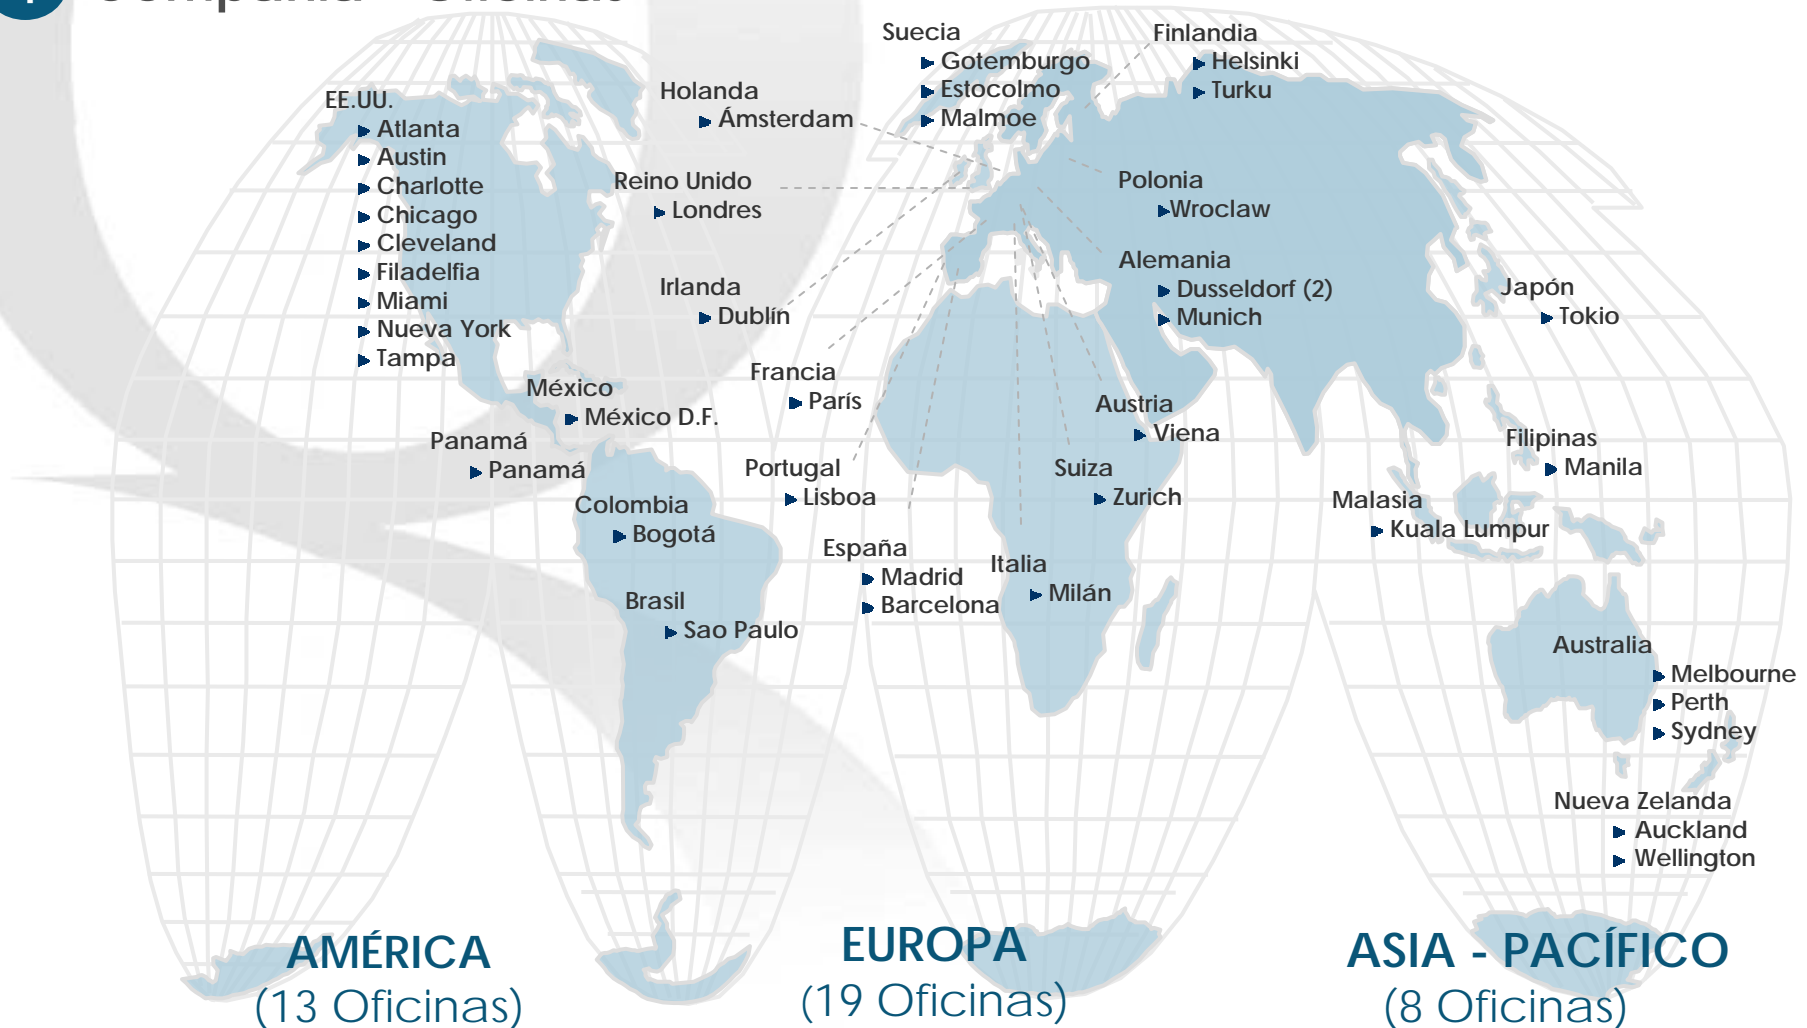 EE.UU.
Atlanta
Austin
Charlotte
Chicago
Cleveland
Filadelfia
Miami
Nueva York
Tampa
México
México D.F.
Panamá
Panamá
Colombia
Bogotá
Brasil
Sao Paulo
Suecia
Gotemburgo
Estocolmo
Malmoe
Finlandia
Helsinki
Turku
Holanda
Ámsterdam
Reino Unido
Londres
Irlanda
Dublín
Francia
París
Portugal
Lisboa
España
Madrid
Barcelona
Italia
Milán
Suiza
Zurich
Austria
Viena
Polonia
Wroclaw
Alemania
Dusseldorf (2)
Munich
Japón
Tokio
Filipinas
Manila
Malasia
Kuala Lumpur
Australia
Melbourne
Perth
Sydney
Nueva Zelanda
Auckland
Wellington
AMÉRICA
(13 Oficinas)
EUROPA
(19 Oficinas)
ASIA - PACÍFICO
(8 Oficinas)